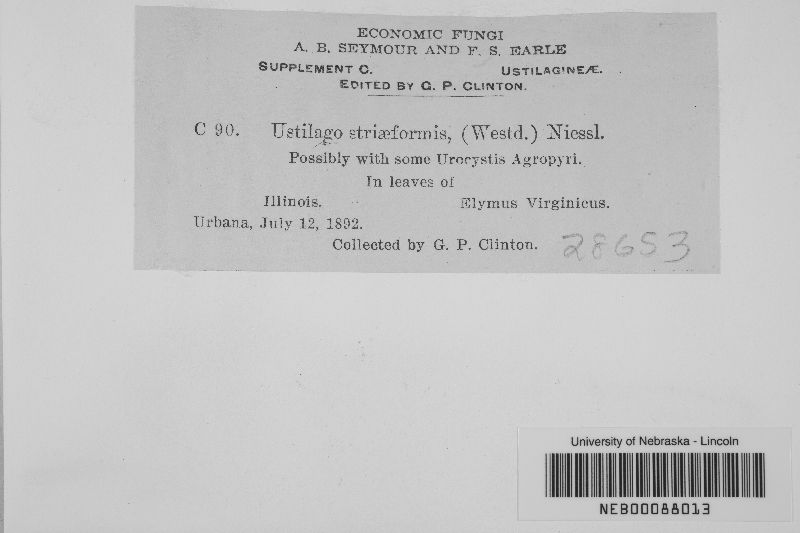 ECONOMIC FUNGI
A. B. SEYMOUR AND F. S. EARLE
SUPPLEMENT C. USTILAGINEÆ.
EDITED BY G. P. CLINTON.
C 90. Ustilago striæformis, (Westd.) Niessl.
Possibly with some Urocystis Agropyri.
In leaves of
Illinois. Elymus Virginicus.
Urbana, July 12, 1892.
Collected by G. P. Clinton.
28653
University of Nebraska - Lincoln
NEB00088013